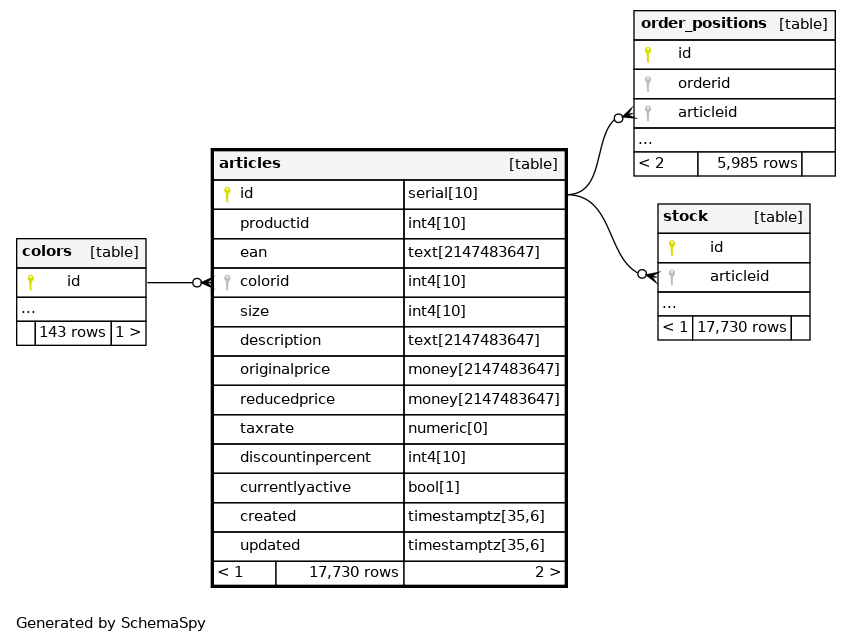 order_positions [table]
id
orderid
articleid
...
< 2 5,985 rows
articles [table]
id serial[10]
productid int4[10]
ean text[2147483647]
colorid int4[10]
size int4[10]
description text[2147483647]
originalprice money[2147483647]
reducedprice money[2147483647]
taxrate numeric[0]
discountinpercent int4[10]
currentlyactive bool[1]
created timestamptz[35,6]
updated timestamptz[35,6]
< 1 17,730 rows 2 >
stock [table]
id
articleid
...
< 1 17,730 rows
colors [table]
id
...
143 rows 1 >
Generated by SchemaSpy